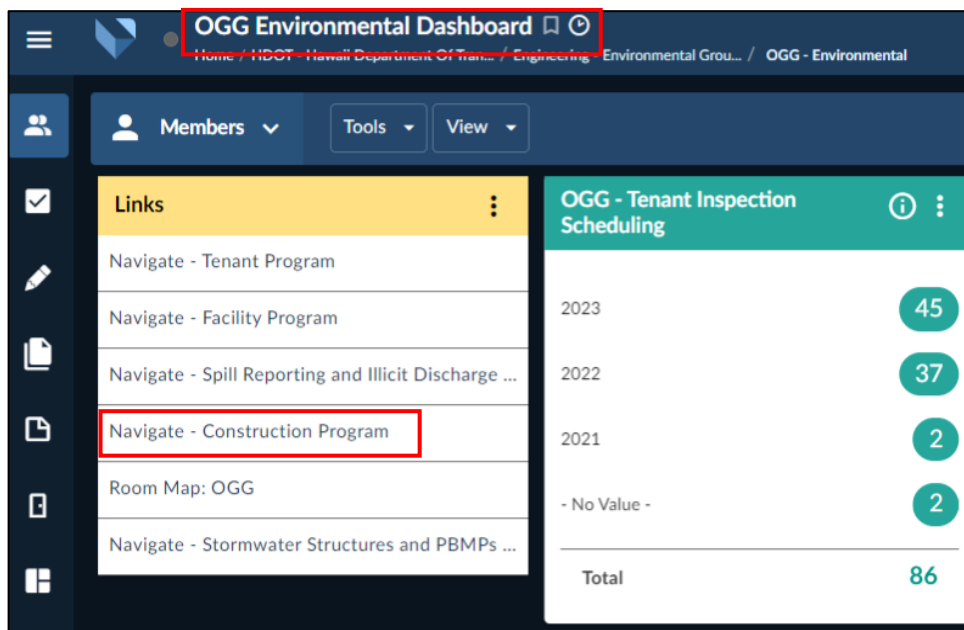 OGG Environmental Dashboard
Home / HDOT - Hawaii Department Of Tran... / Engineering - Environmental Grou... / OGG - Environmental
Members
Tools
View
Links
Navigate - Tenant Program
Navigate - Facility Program
Navigate - Spill Reporting and Illicit Discharge ...
Navigate - Construction Program
Room Map: OGG
Navigate - Stormwater Structures and PBMPs ...
OGG - Tenant Inspection
Scheduling
2023 45
2022 37
2021 2
- No Value - 2
Total 86